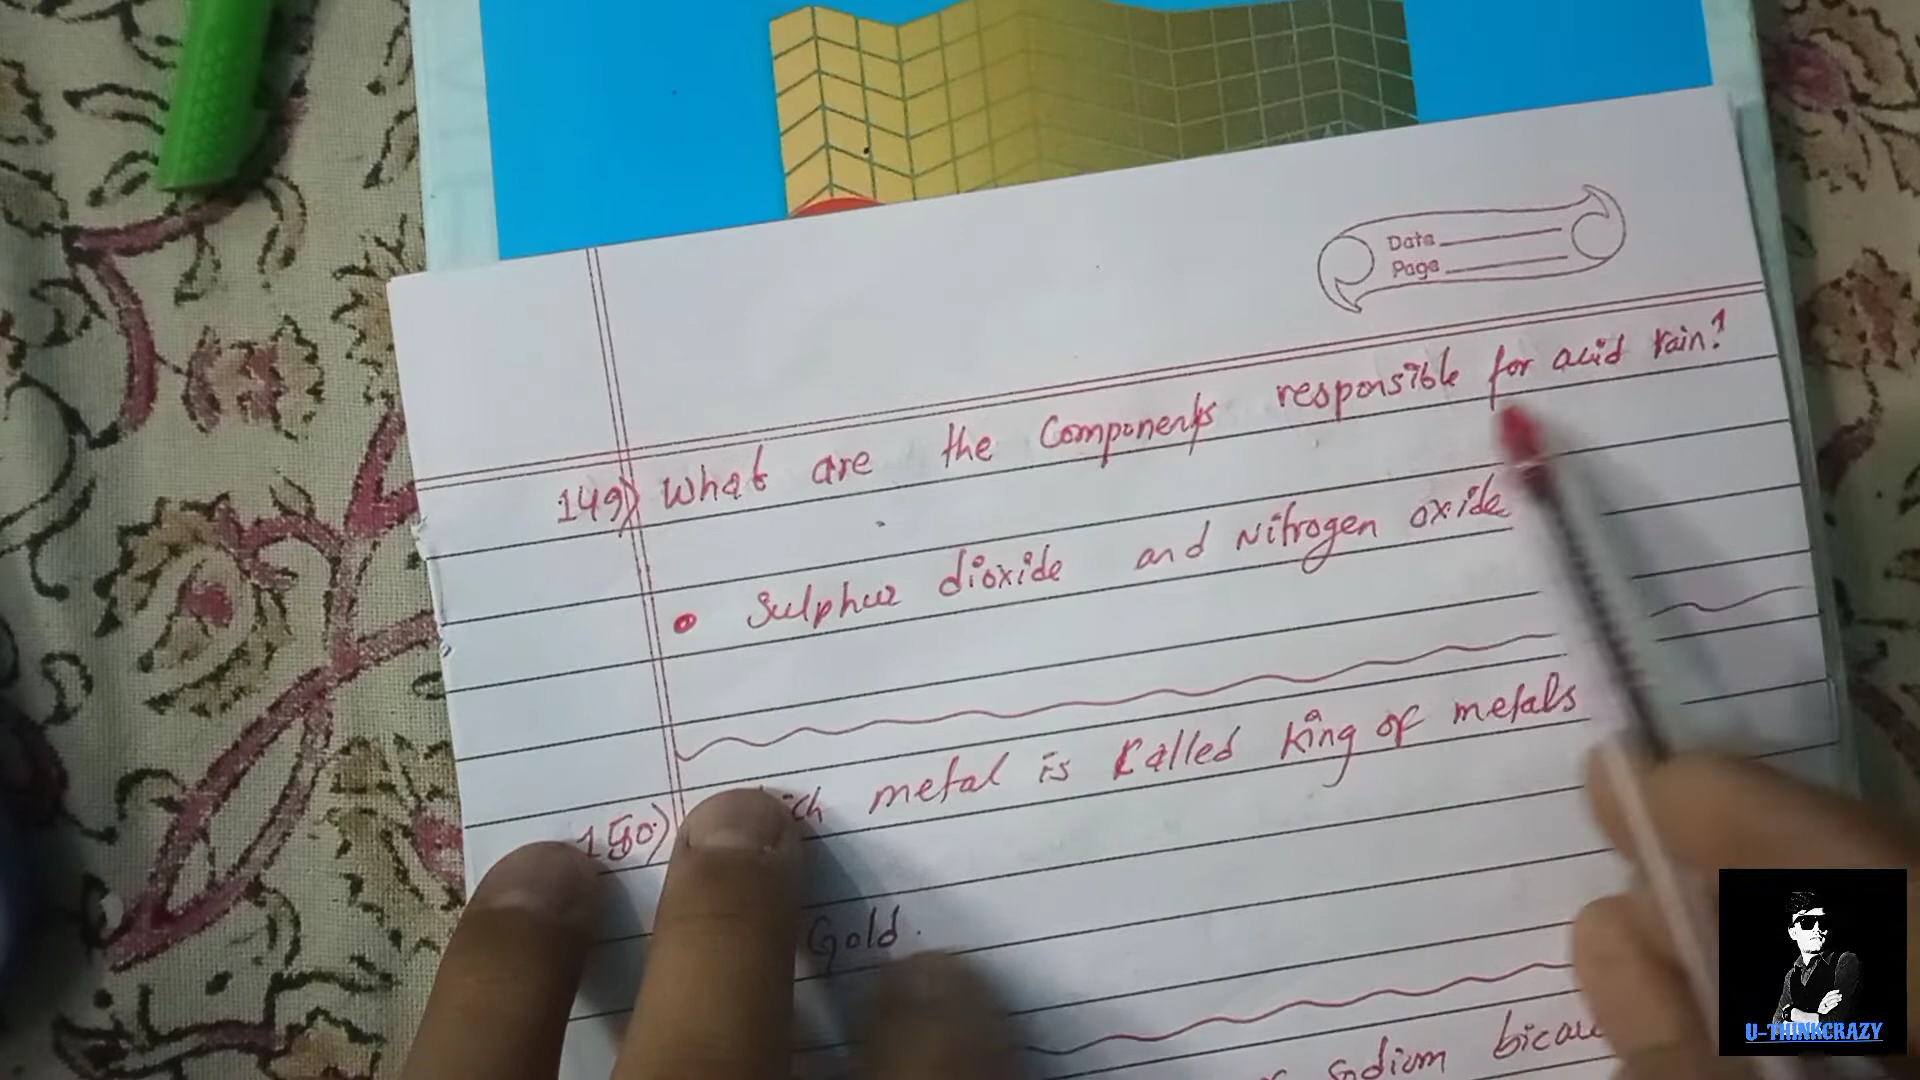 Date
Page
149) What are the Components responsible for acid rain?
• Sulphur dioxide and Nitrogen oxide
150) metal is Called King of metals
Gold.
Sodium
U-THINKCRAZY